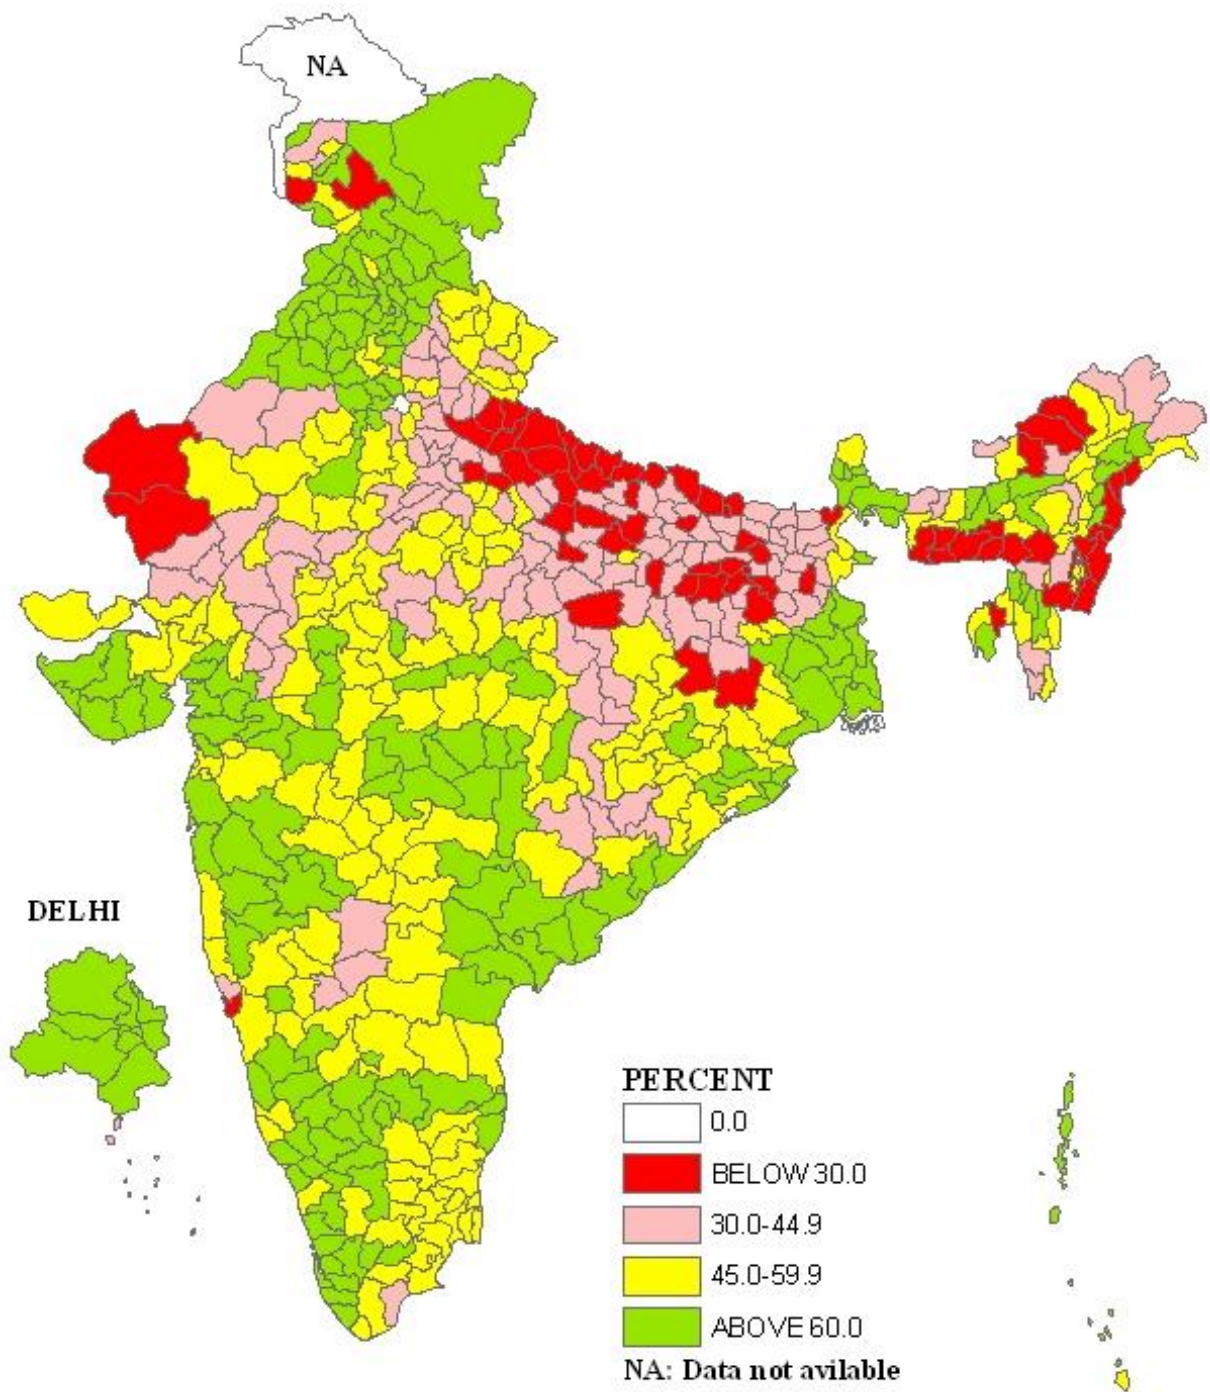 NA
DELHI
PERCENT
0.0
BELOW 30.0
30.0-44.9
45.0-59.9
ABOVE 60.0
NA: Data not avilable